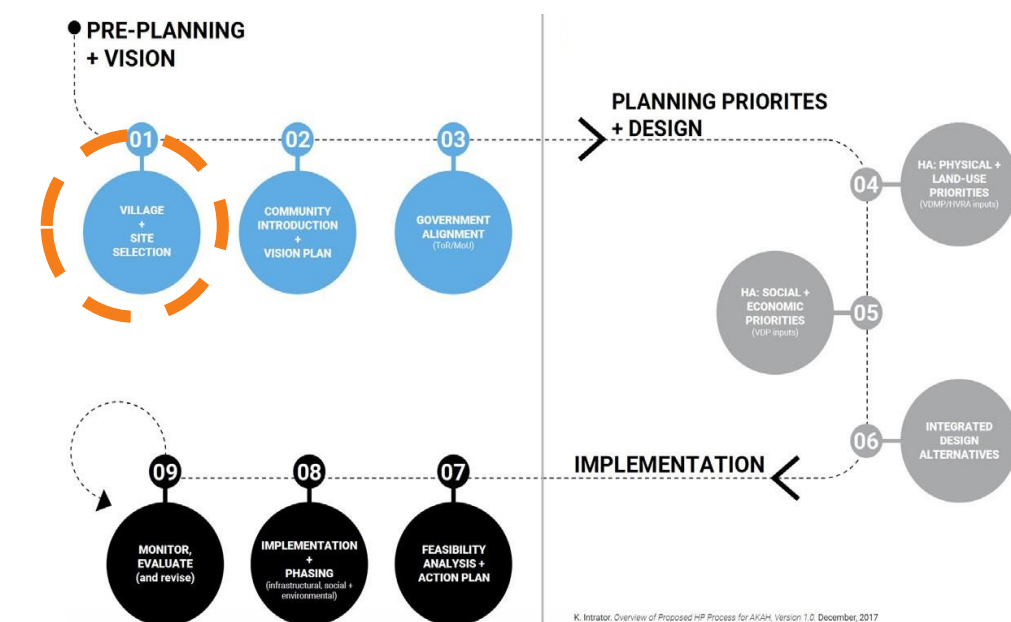 PRE-PLANNING
+ VISION
01
VILLAGE
+
SITE
SELECTION
02
COMMUNITY
INTRODUCTION
+
VISION PLAN
03
GOVERNMENT
ALIGNMENT
(ToR/MoU)
PLANNING PRIORITES
+ DESIGN
04
HA: PHYSICAL +
LAND-USE
PRIORITIES
(VDMP/HVRA inputs)
05
HA: SOCIAL +
ECONOMIC
PRIORITIES
(VDP inputs)
06
INTEGRATED
DESIGN
ALTERNATIVES
IMPLEMENTATION
07
FEASIBILITY
ANALYSIS +
ACTION PLAN
08
IMPLEMENTATION
+
PHASING
(infrastructural, social +
environmental)
09
MONITOR,
EVALUATE
(and revise)
K. Intrator. Overview of Proposed HP Process for AKAH, Version 1.0. December, 2017